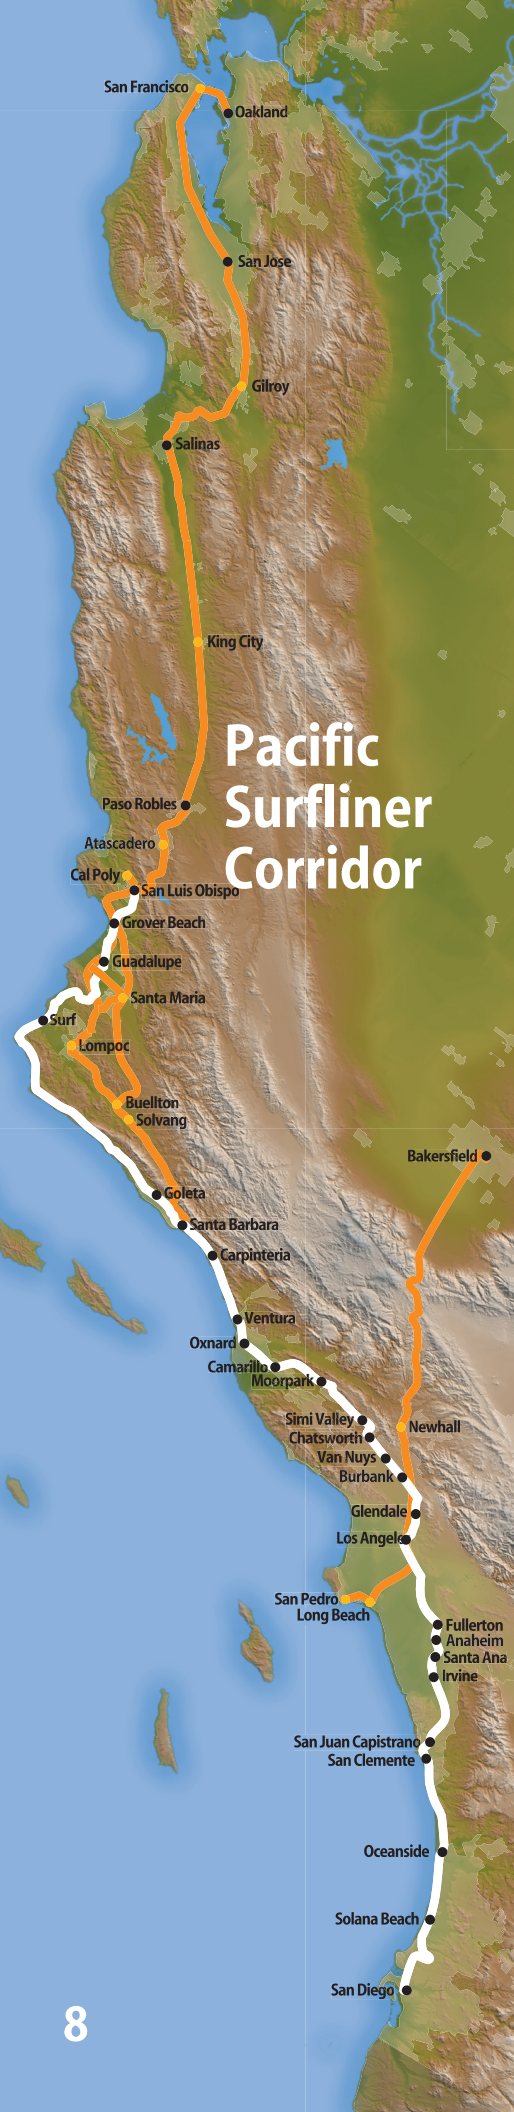 San Francisco
Oakland
San Jose
Gilroy
Salinas
King City
Pacific
Surfliner
Corridor
Paso Robles
Atascadero
Cal Poly
San Luis Obispo
Grover Beach
Guadalupe
Santa Maria
Surf
Lompoc
Buellton
Solvang
Bakersfield
Goleta
Santa Barbara
Carpinteria
Ventura
Oxnard
Camarillo
Moorpark
Simi Valley
Newhall
Chatsworth
Van Nuys
Burbank
Glendale
Los Angele
San Pedro
Long Beach
Fullerton
Anaheim
Santa Ana
Irvine
San Juan Capistrano
San Clemente
Oceanside
Solana Beach
San Diego
8